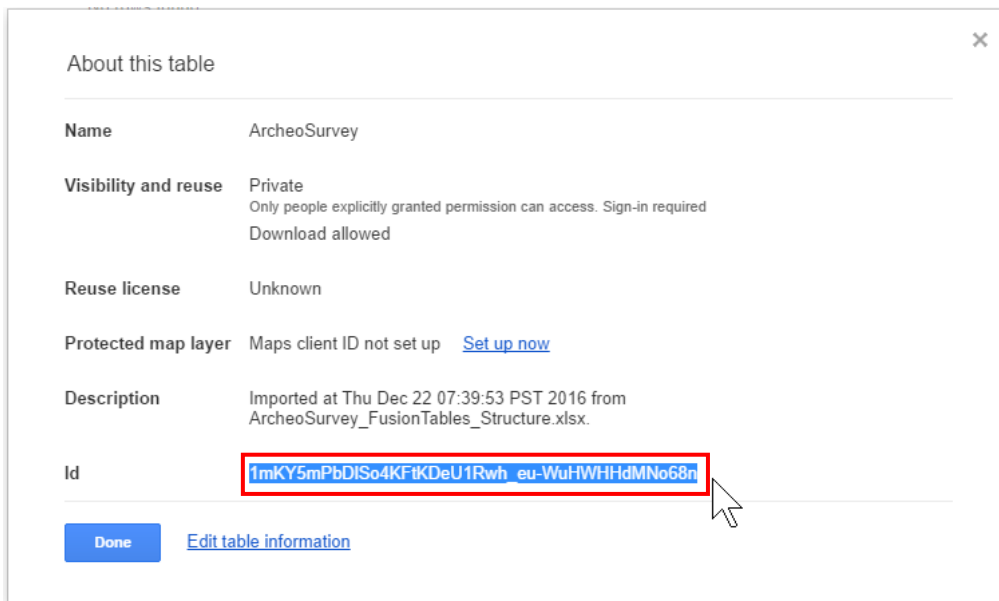 About this table
Name ArcheoSurvey
Visibility and reuse Private
Only people explicitly granted permission can access. Sign-in required
Download allowed
Reuse license Unknown
Protected map layer Maps client ID not set up Set up now
Description Imported at Thu Dec 22 07:39:53 PST 2016 from
ArcheoSurvey_FusionTables_Structure.xlsx.
Id 1mKY5mPbDlSo4KFtKDeU1Rwh_eu-WuHWHHdMNo68n
Done Edit table information